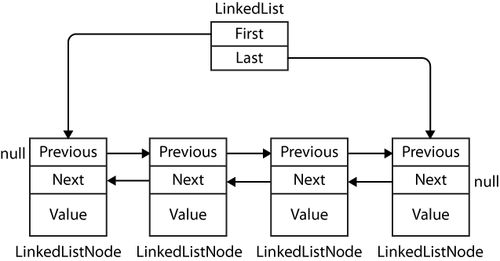 LinkedList
First
Last
null Previous Previous Previous Previous
Next Next Next Next null
Value Value Value Value
LinkedListNode LinkedListNode LinkedListNode LinkedListNode